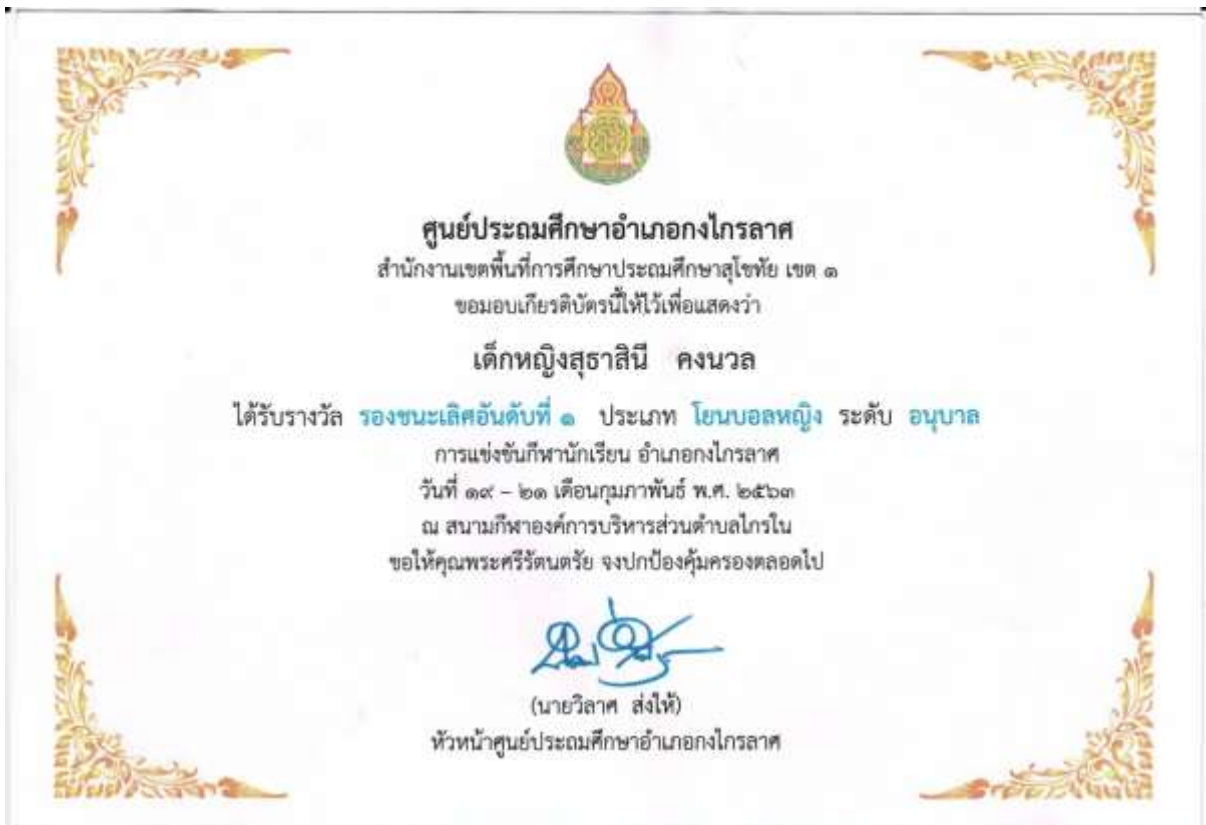 ศูนย์ประถมศึกษาอำเภอกงไกรลาศ
สำนักงานเขตพื้นที่การศึกษาประถมศึกษาสุโขทัย เขต ๑
ขอมอบเกียรติบัตรนี้ให้ไว้เพื่อแสดงว่า
เด็กหญิงสุธาสินี คงนวล
ได้รับรางวัล รองชนะเลิศอันดับที่ ๑ ประเภท โยนบอลหญิง ระดับ อนุบาล
การแข่งขันกีฬานักเรียน อำเภอกงไกรลาศ
วันที่ ๑๙ – ๒๑ เดือนกุมภาพันธ์ พ.ศ. ๒๕๖๓
ณ สนามกีฬาองค์การบริหารส่วนตำบลไกรใน
ขอให้คุณพระศรีรัตนตรัย จงปกป้องคุ้มครองตลอดไป
(นายวิลาศ ส่งให้)
หัวหน้าศูนย์ประถมศึกษาอำเภอกงไกรลาศ